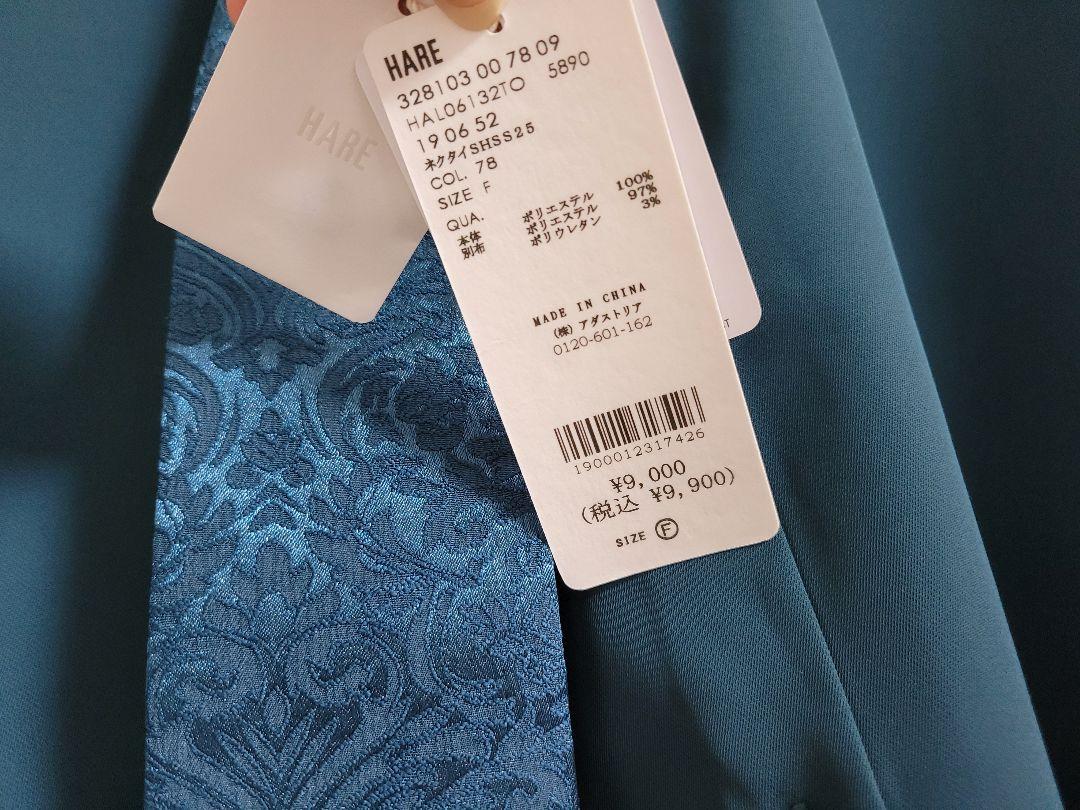 HARE
HARE
328103 00 78 09
HAL06132TO 5890
19 06 52
ネクタイSHSS25
COL. 78
SIZE F
QUA.
本体 ポリエステル 100%
別布 ポリエステル 97%
ポリウレタン 3%
MADE IN CHINA
(株) アダストリア
0120-601-162
1900012317426
¥9,000
(税込 ¥9,900)
SIZE F